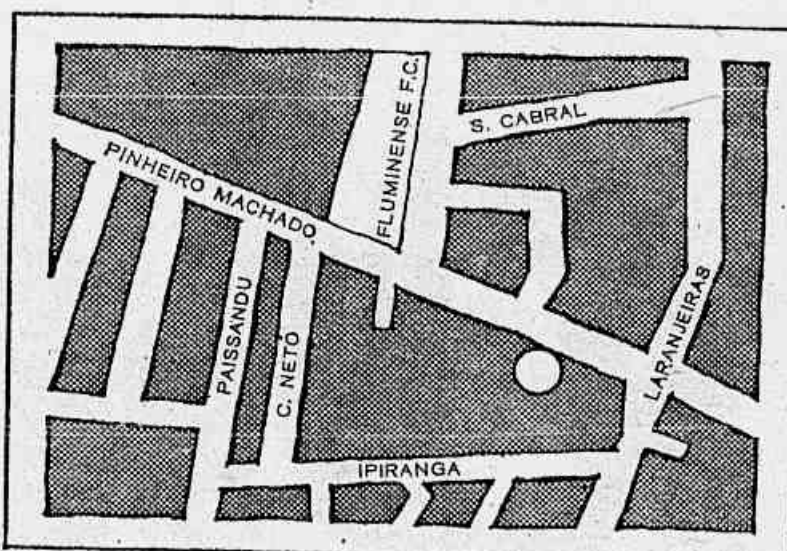 FLUMINENSE F.C.
S. CABRAL
PINHEIRO MACHADO
PAISSANDU
C. NETO
LARANJEIRAS
IPIRANGA